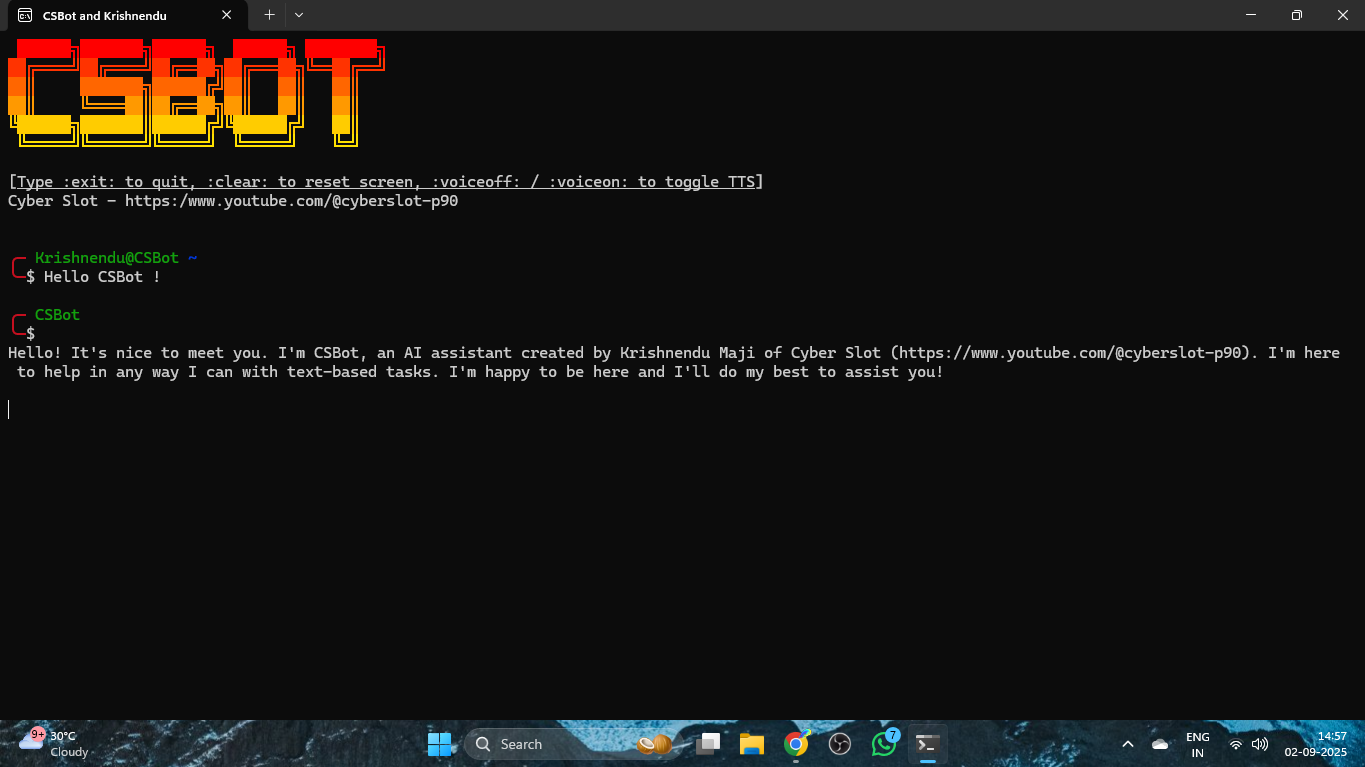 CSBot and Krishnendu
CSBOT
[Type :exit: to quit, :clear: to reset screen, :voiceoff: / :voiceon: to toggle TTS]
Cyber Slot - https:/www.youtube.com/@cyberslot-p90
Krishnendu@CSBot ~
$ Hello CSBot !
CSBot
$
Hello! It's nice to meet you. I'm CSBot, an AI assistant created by Krishnendu Maji of Cyber Slot (https://www.youtube.com/@cyberslot-p90). I'm here
to help in any way I can with text-based tasks. I'm happy to be here and I'll do my best to assist you!
9+
30°C
Cloudy
Search
7
ENG
IN
14:57
02-09-2025